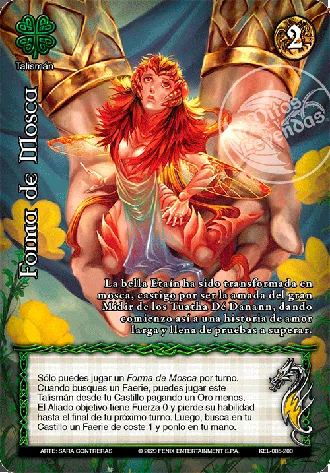 Talismán
2
Mitos y Leyendas
Forma de Mosca
La bella Etain ha sido transformada en
mosca, castigo por ser la amada del gran
Midir de los Tuatha De Danann, dando
comienzo así a una historia de amor
larga y llena de pruebas a superar.
Sólo puedes jugar un Forma de Mosca por turno.
Cuando busques un Faerie, puedes jugar este
Talismán desde tu Castillo pagando un Oro menos.
El Aliado objetivo tiene Fuerza 0 y pierde su habilidad
hasta el final de tu próximo turno. Luego, busca en tu
Castillo un Faerie de coste 1 y ponlo en tu mano.
ARTE: SARA CONTRERAS
© 2020 FENIX ENTERTAINMENT S.P.A.